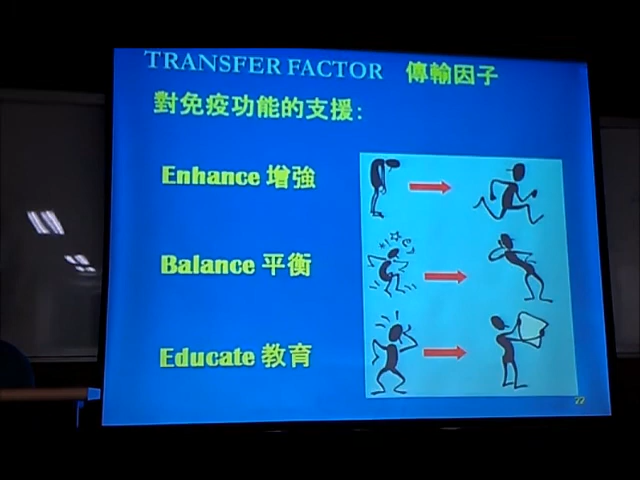 TRANSFER FACTOR 傳輸因子
對免疫功能的支援:
Enhance 增強
Balance 平衡
Educate 教育
77